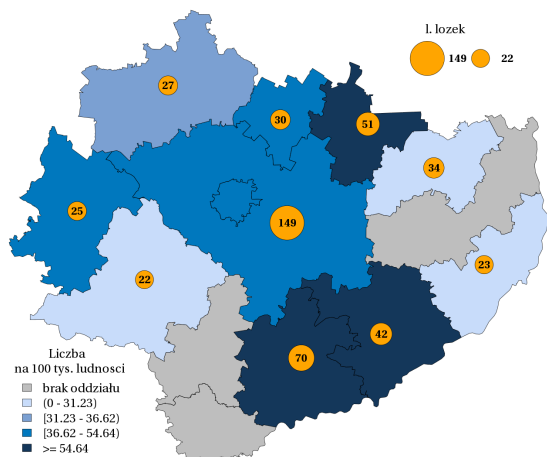 l. lozek
149 22
27
30
51
34
25
149
23
22
42
70
Liczba
na 100 tys. ludnosci
brak oddziału
(0 - 31.23)
[31.23 - 36.62)
[36.62 - 54.64)
>= 54.64